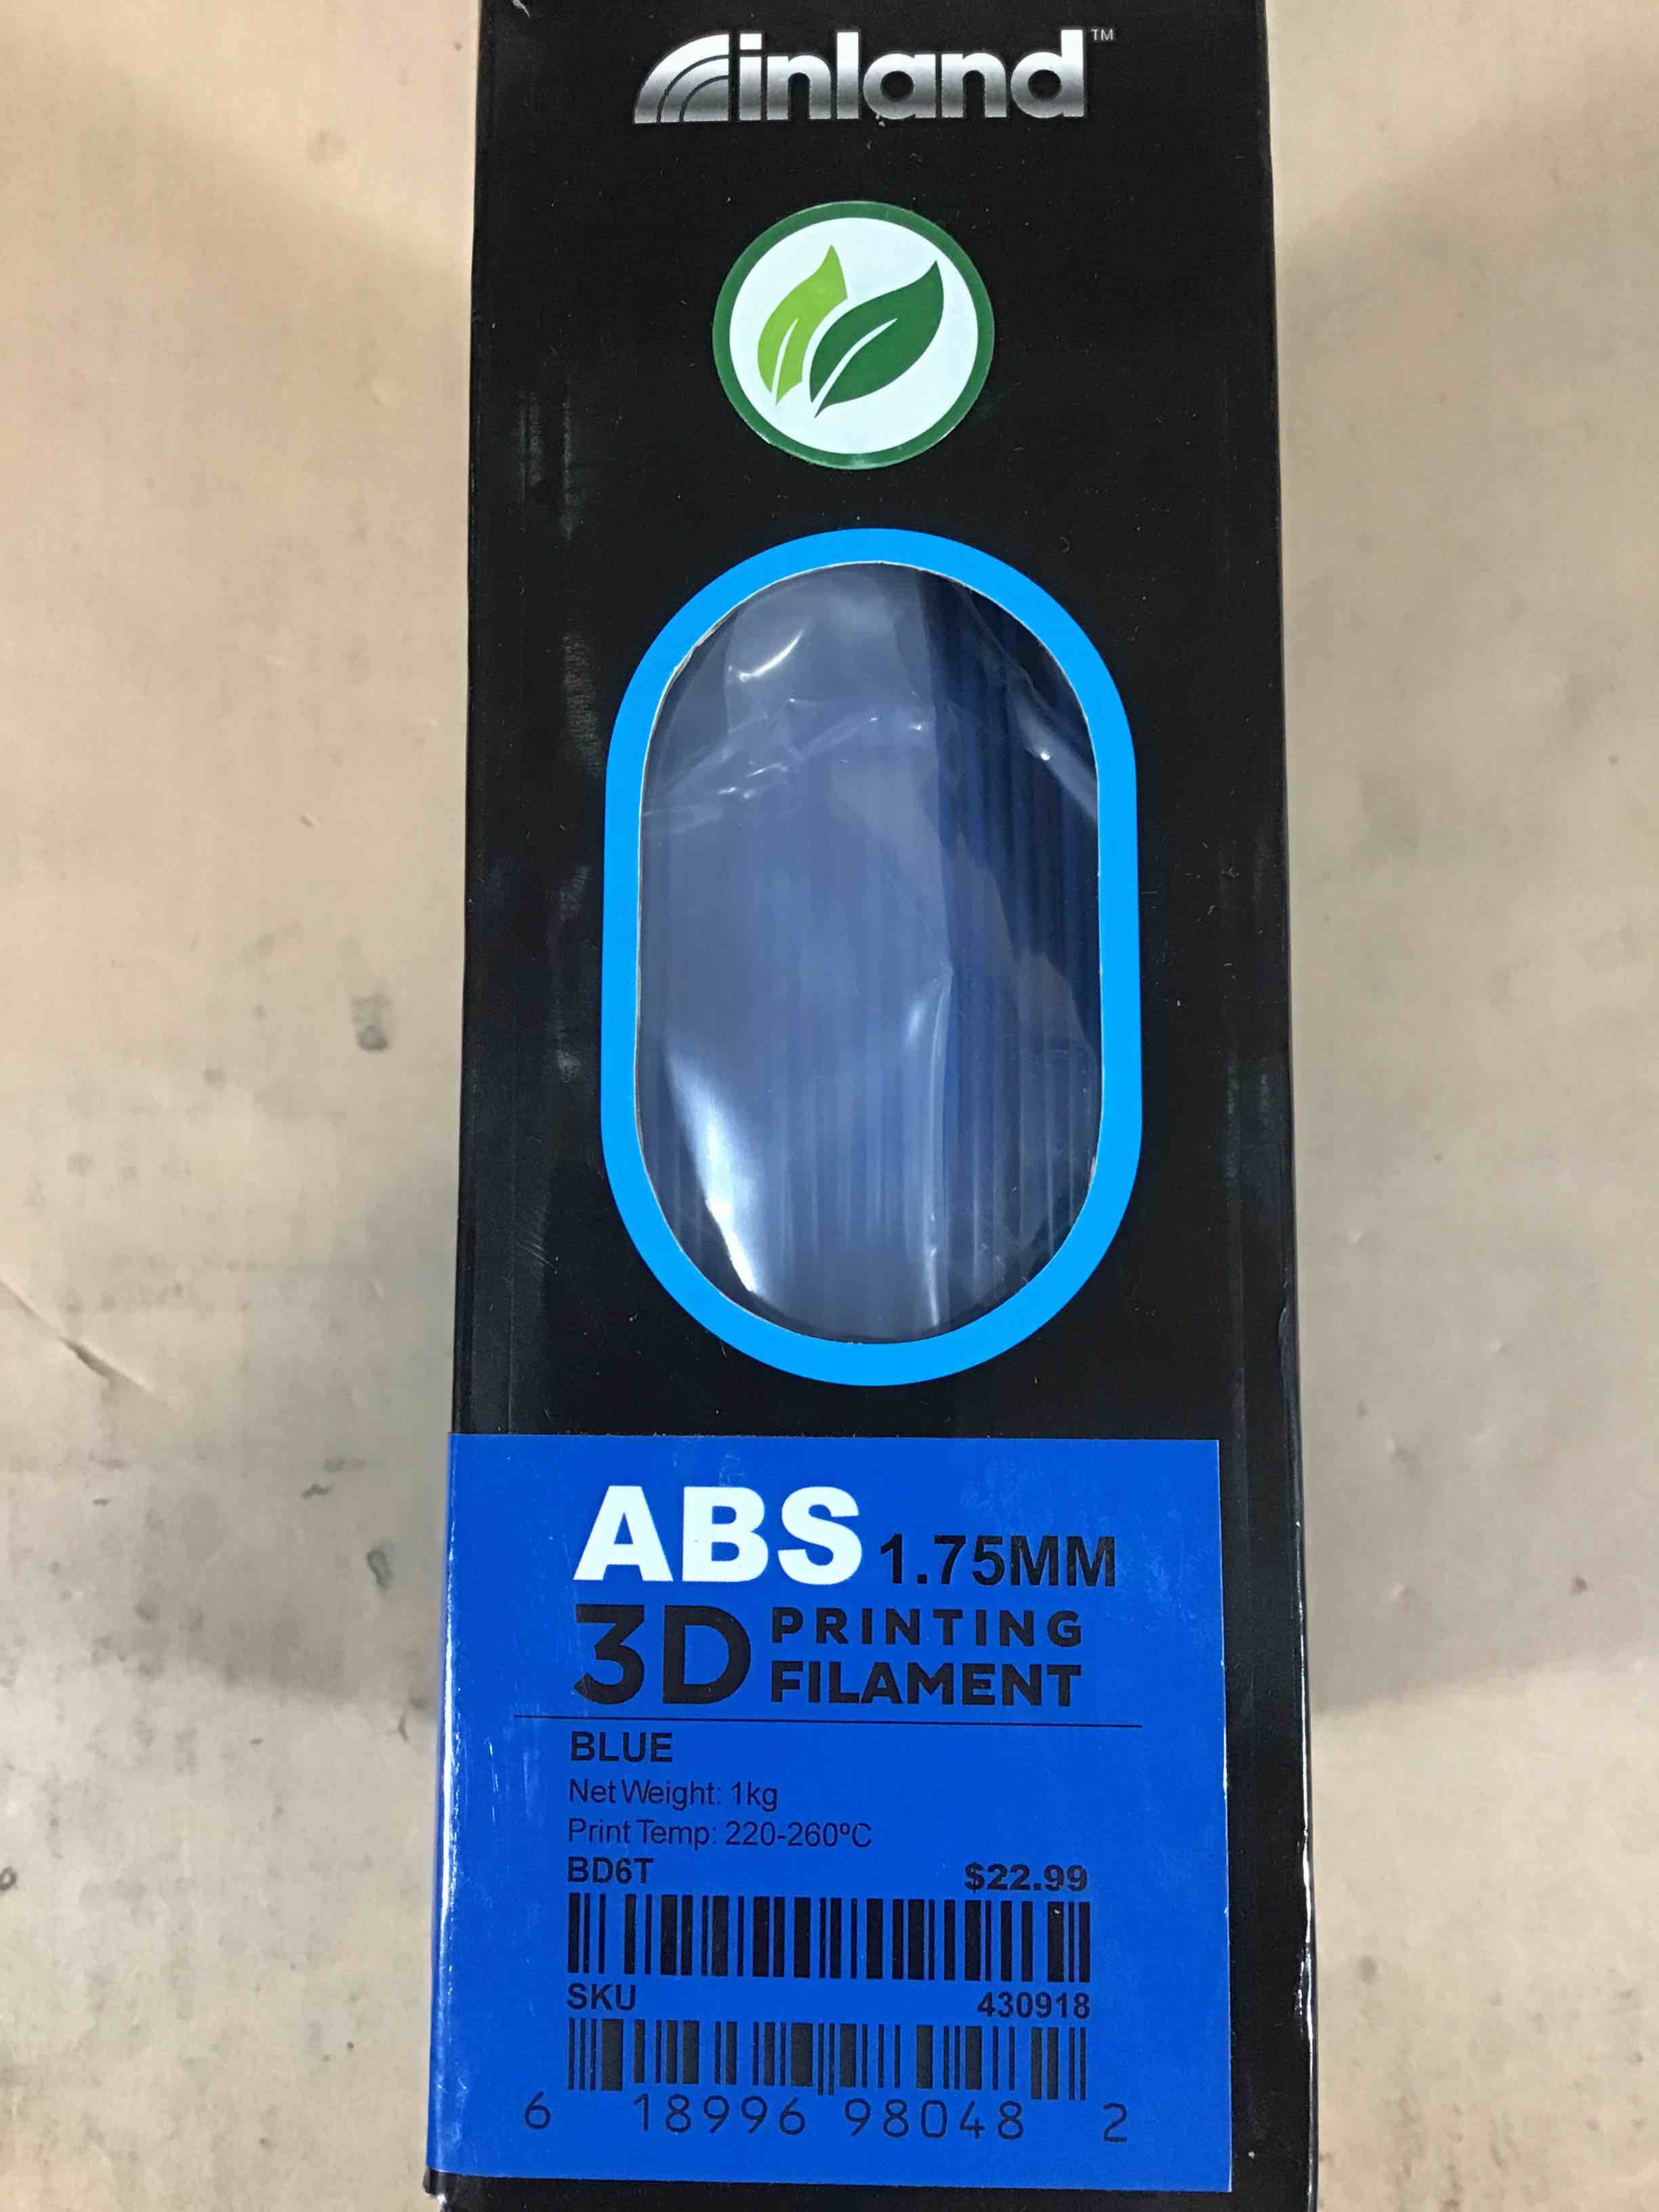 inland™
ABS 1.75MM
3D PRINTING
FILAMENT
BLUE
Net Weight: 1kg
Print Temp: 220-260ºC
BD6T $22.99
SKU 430918
6 18996 98048 2